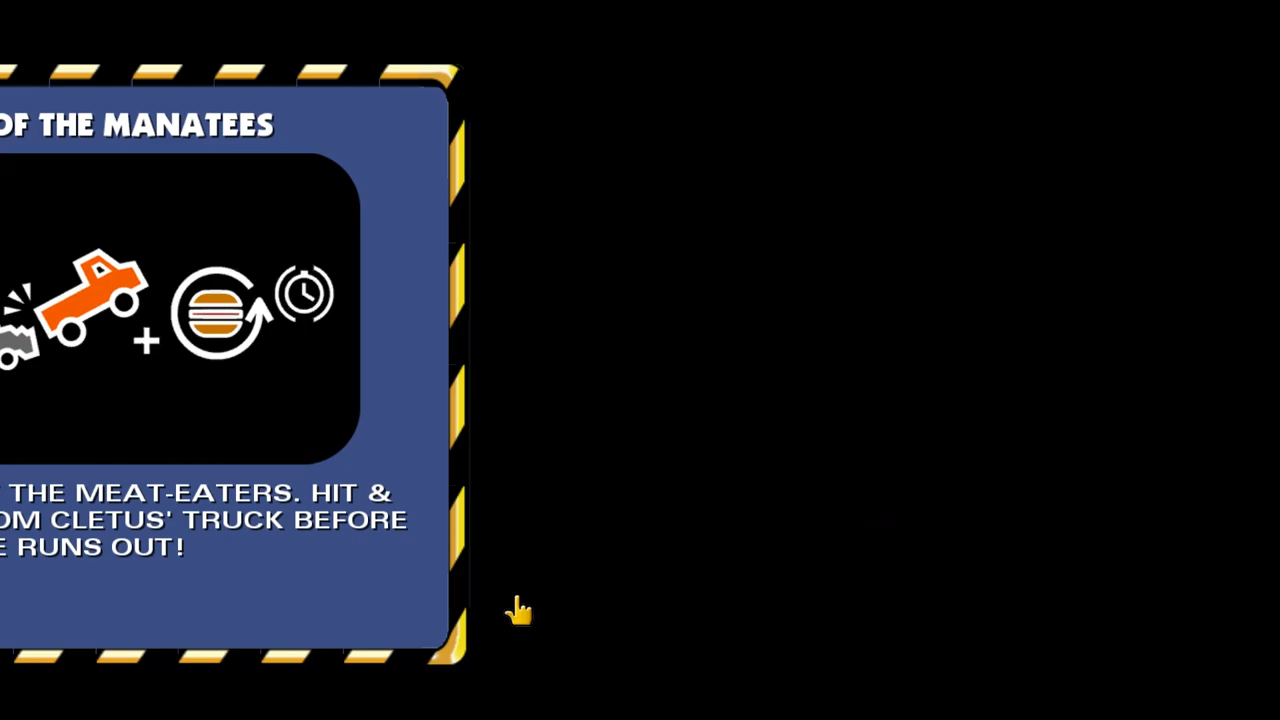 OF THE MANATEES
THE MEAT-EATERS. HIT &
OM CLETUS' TRUCK BEFORE
E RUNS OUT!